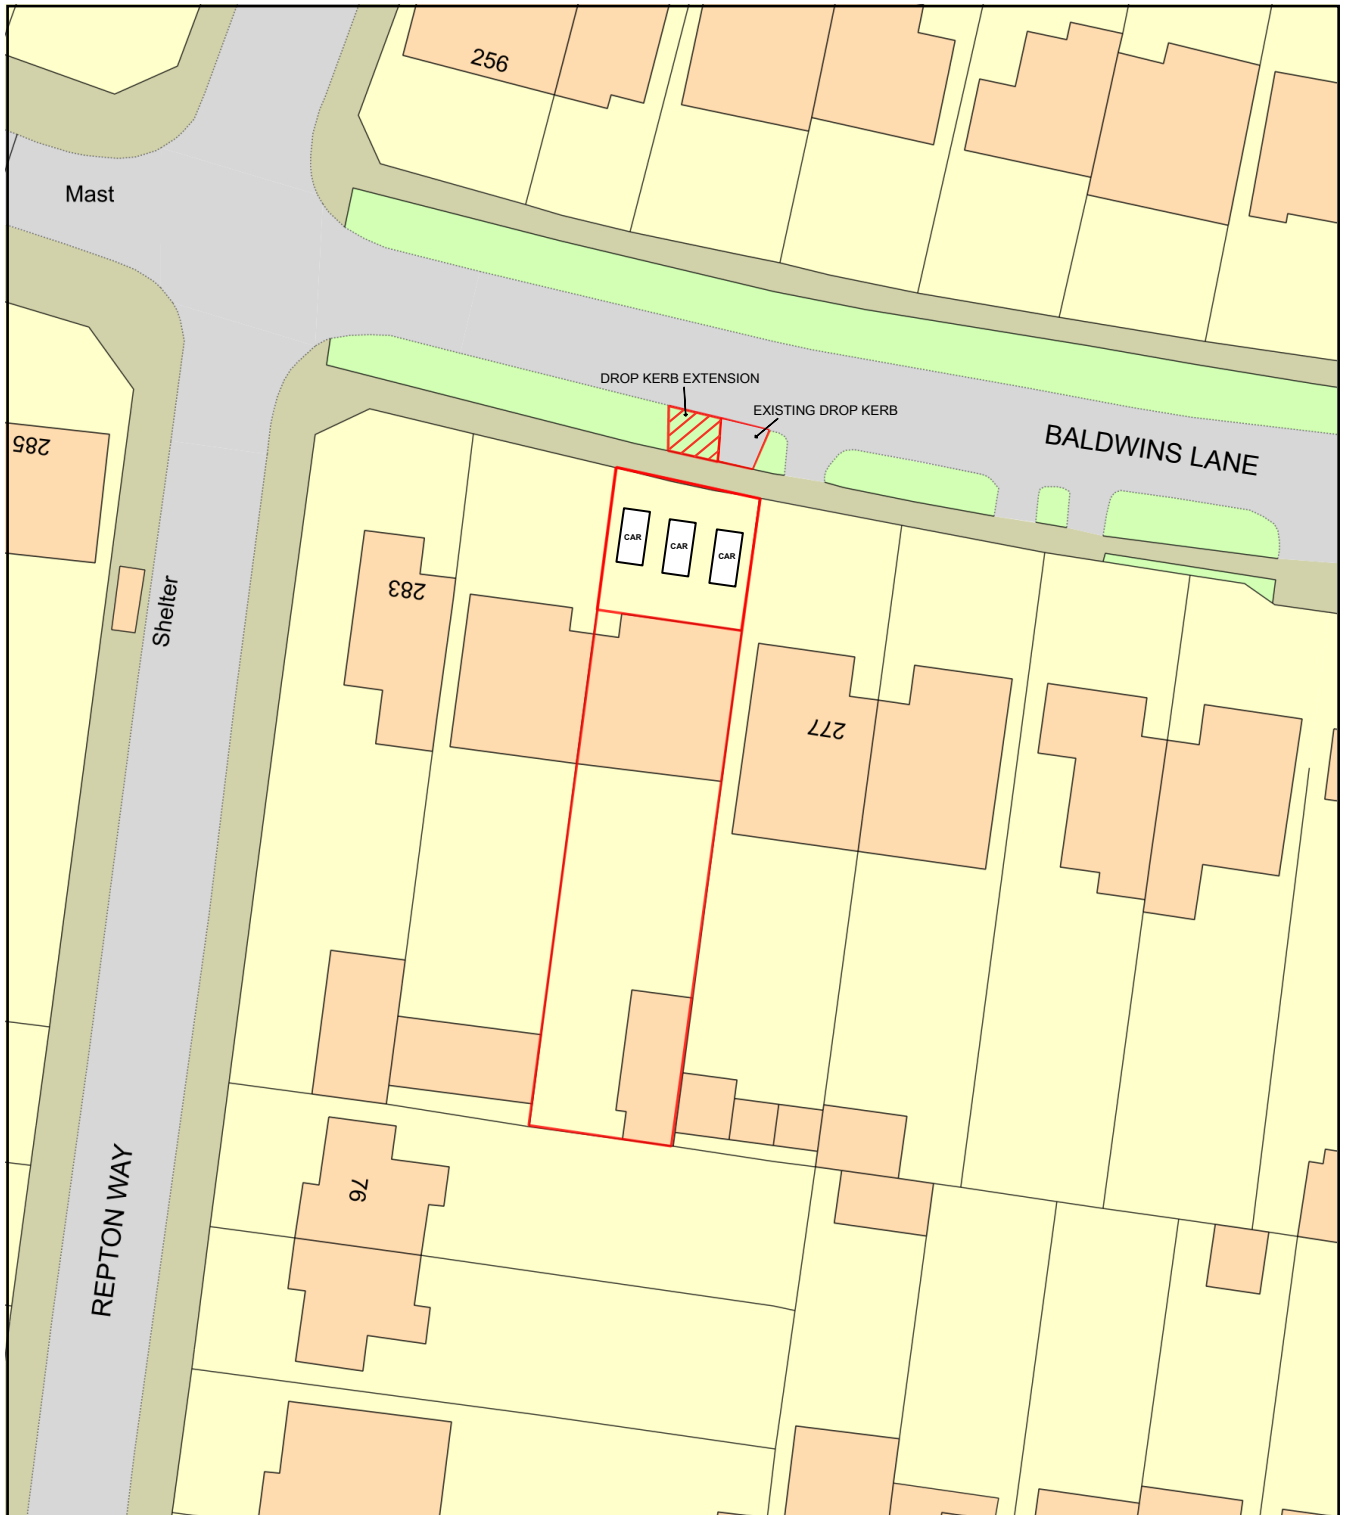 256
Mast
DROP KERB EXTENSION
EXISTING DROP KERB
BALDWINS LANE
285
CAR
CAR
CAR
283
Shelter
277
76
REPTON WAY